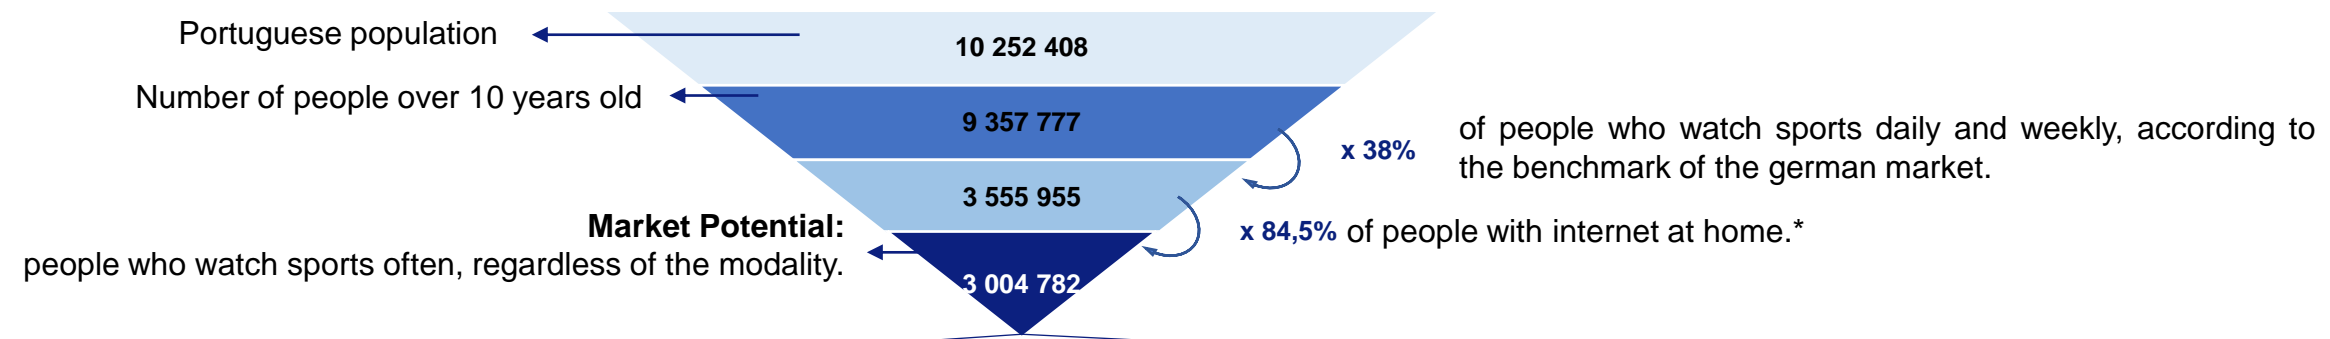 Portuguese population
10 252 408
Number of people over 10 years old
9 357 777
x 38%
of people who watch sports daily and weekly, according to
the benchmark of the german market.
3 555 955
x 84,5% of people with internet at home.*
Market Potential:
people who watch sports often, regardless of the modality.
3 004 782